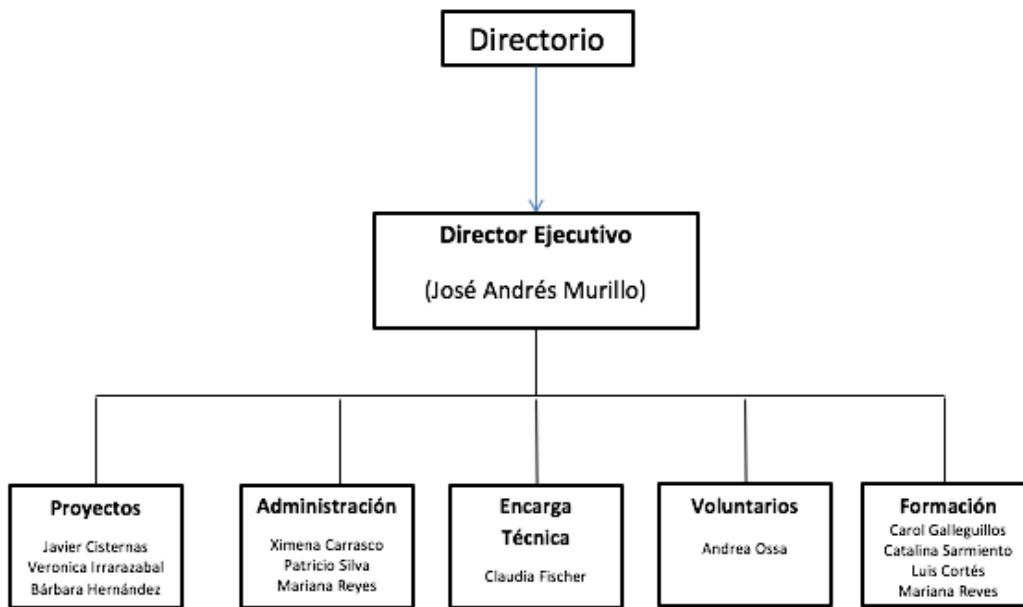 Directorio
Director Ejecutivo
(José Andrés Murillo)
Proyectos
Javier Cisternas
Veronica Irrarazabal
Bárbara Hernández
Administración
Ximena Carrasco
Patricio Silva
Mariana Reyes
Encarga
Técnica
Claudia Fischer
Voluntarios
Andrea Ossa
Formación
Carol Galleguillos
Catalina Sarmiento
Luis Cortés
Mariana Reyes